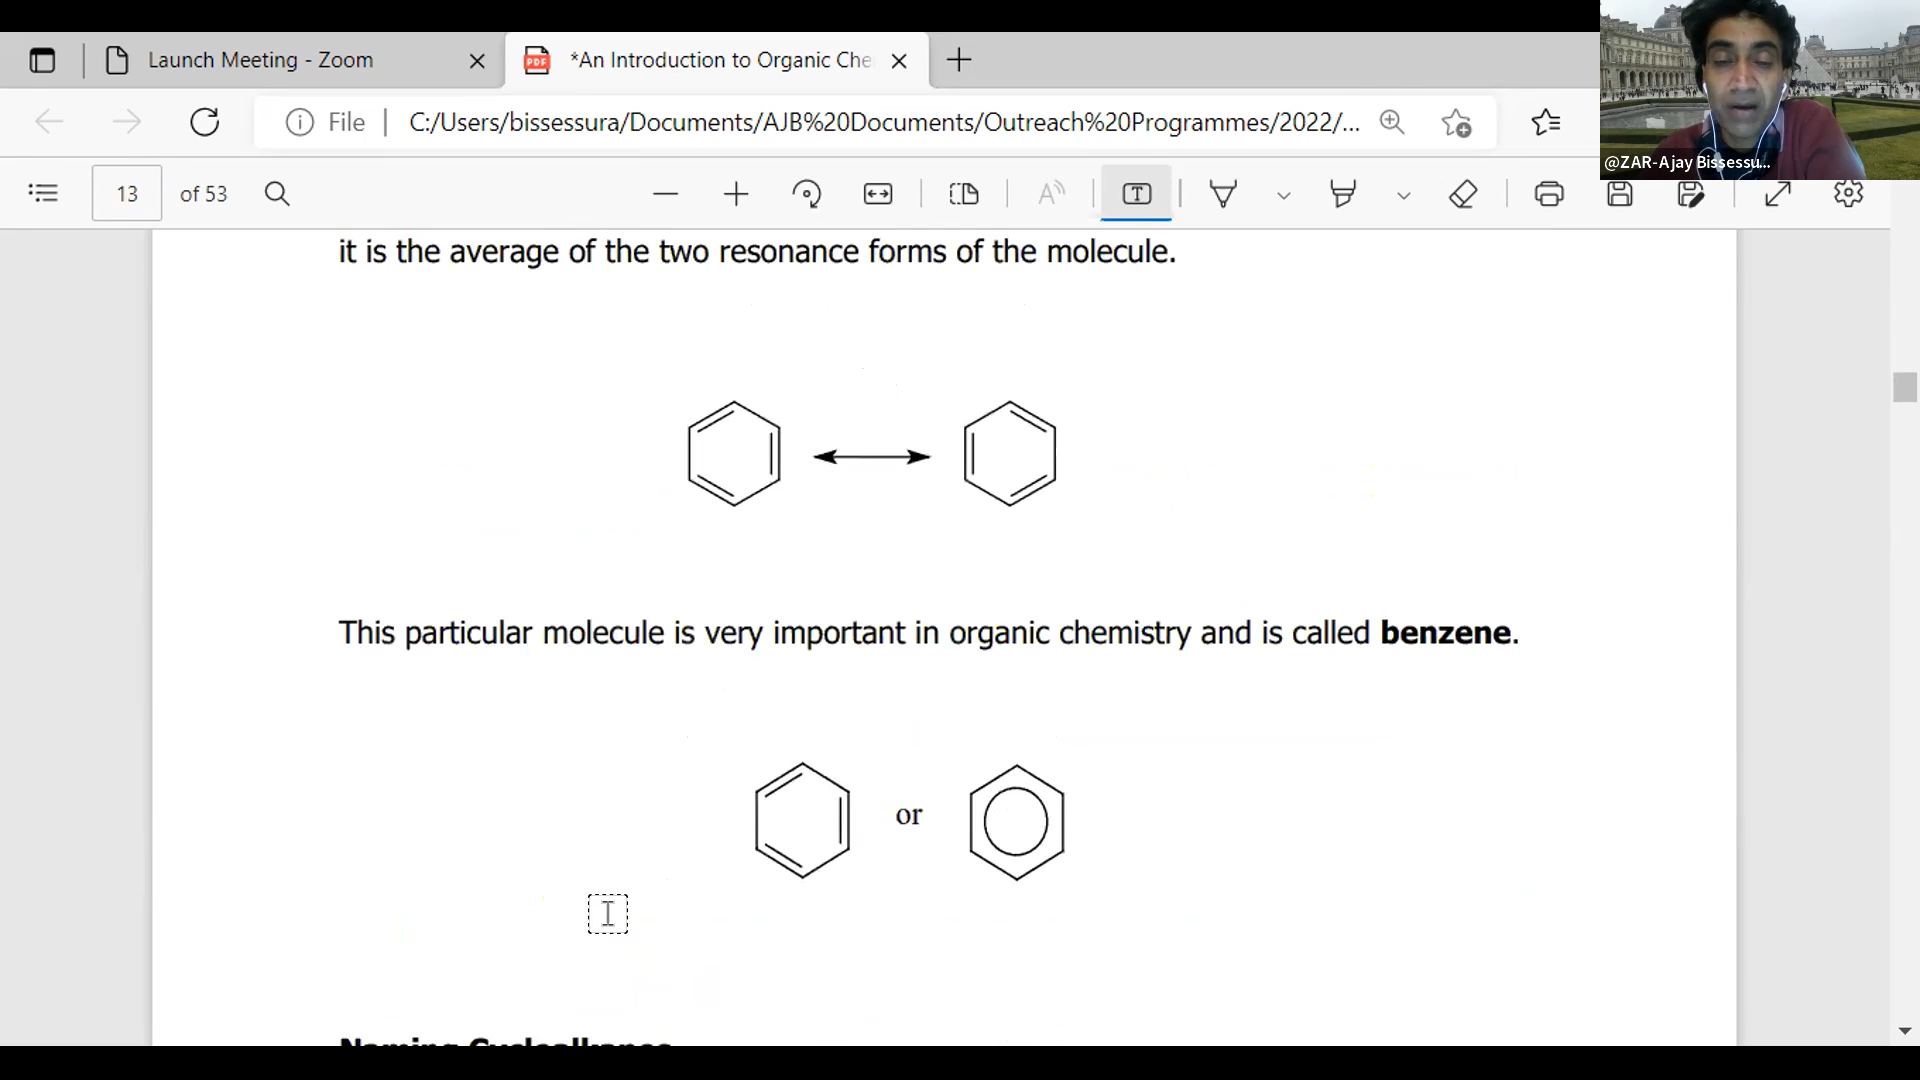 Launch Meeting - Zoom
*An Introduction to Organic Che
File
C:/Users/bissessura/Documents/AJB%20Documents/Outreach%20Programmes/2022/...
@ZAR-Ajay Bissessu...
13 of 53
it is the average of the two resonance forms of the molecule.
This particular molecule is very important in organic chemistry and is called benzene.
or
Naming Cycloalkanes